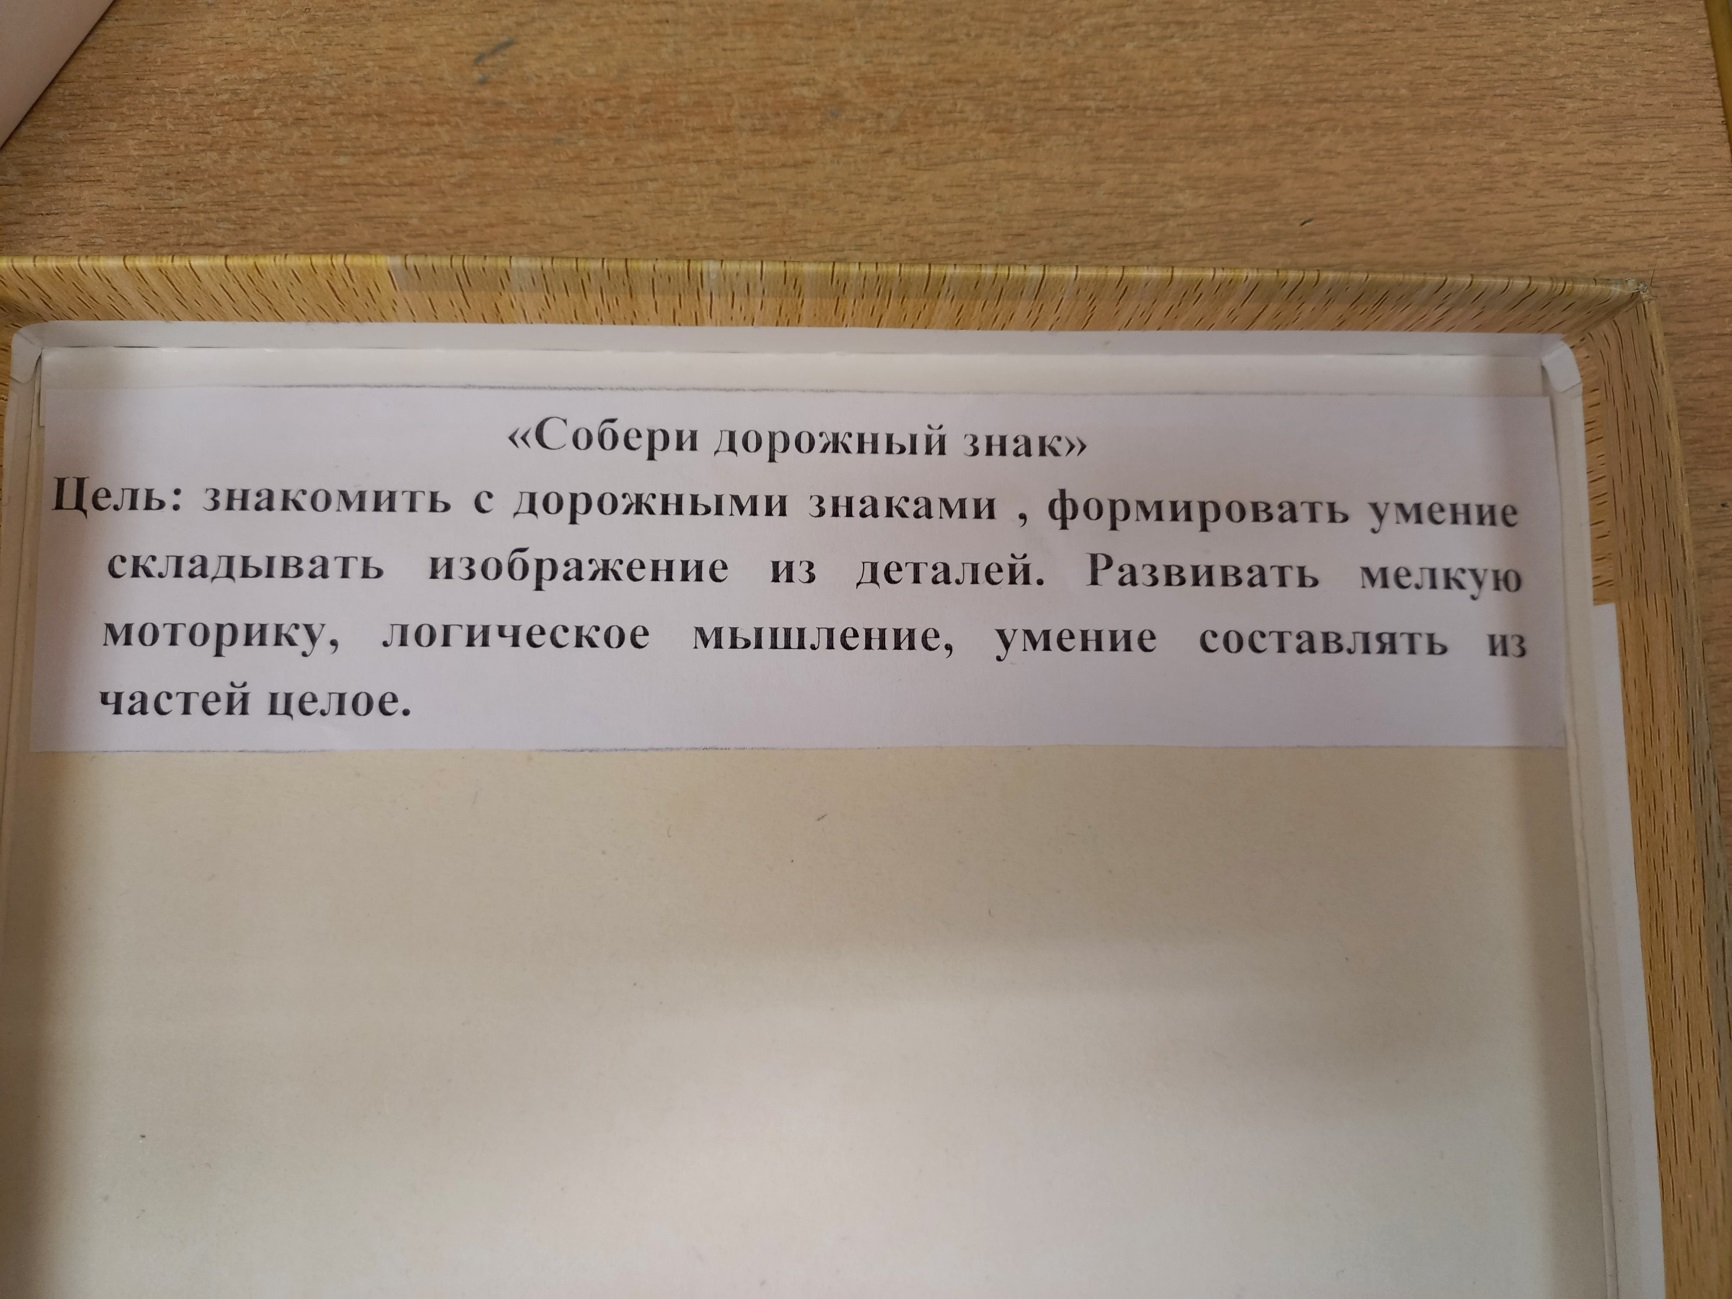 «Собери дорожный знак»
Цель: знакомить с дорожными знаками , формировать умение
складывать изображение из деталей. Развивать мелкую
моторику, логическое мышление, умение составлять из
частей целое.